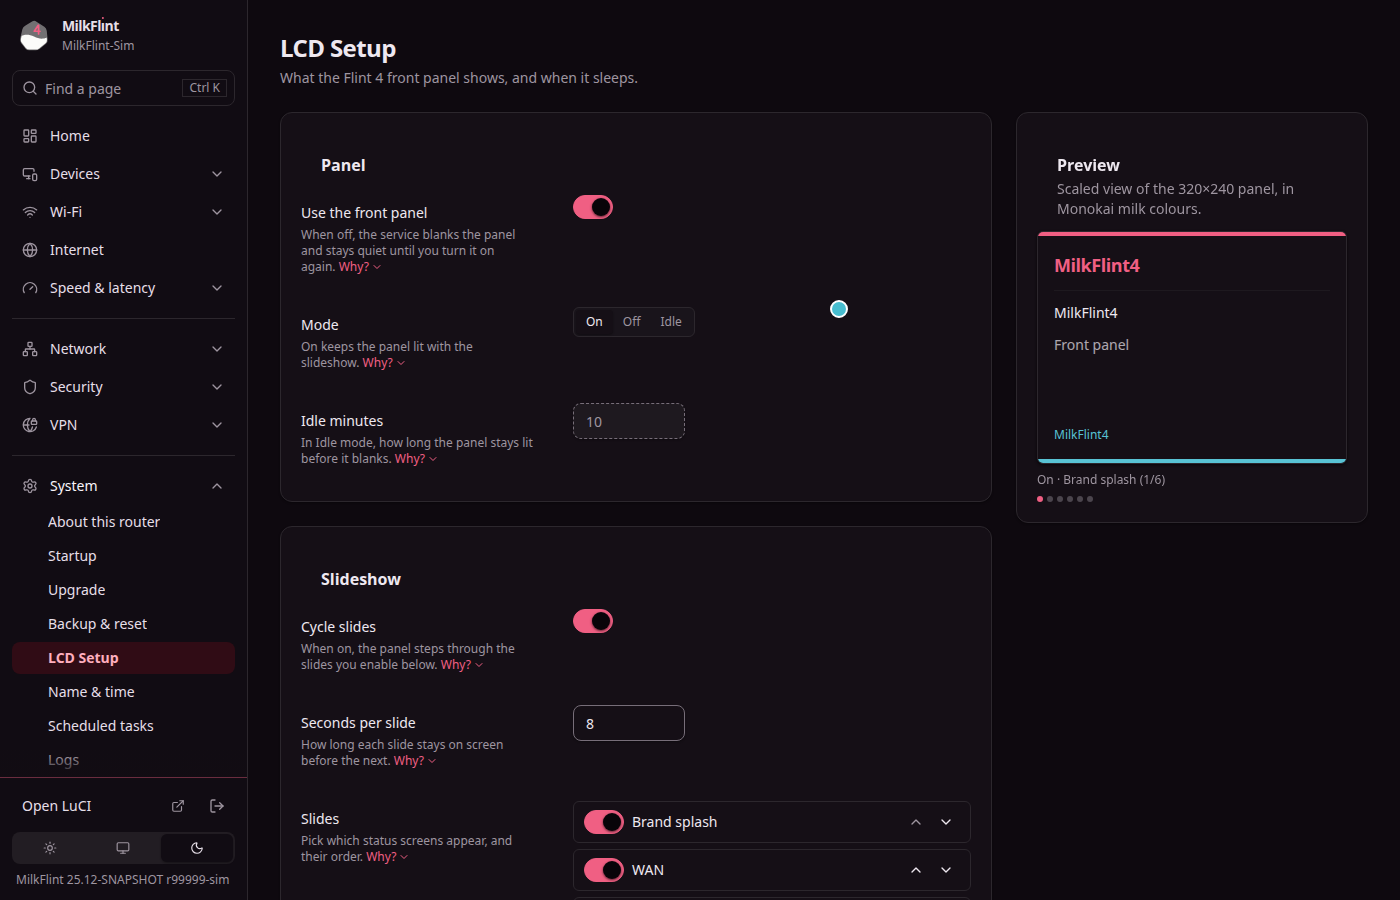 4
MilkFlint
MilkFlint-Sim
Find a page
Ctrl K
Home
Devices
Wi-Fi
Internet
Speed & latency
Network
Security
VPN
System
About this router
Startup
Upgrade
Backup & reset
LCD Setup
Name & time
Scheduled tasks
Logs
Open LuCI
MilkFlint 25.12-SNAPSHOT r99999-sim
LCD Setup
What the Flint 4 front panel shows, and when it sleeps.
Panel
Use the front panel
When off, the service blanks the panel
and stays quiet until you turn it on
again. Why?
Mode
On keeps the panel lit with the
slideshow. Why?
On Off Idle
Idle minutes
In Idle mode, how long the panel stays lit
before it blanks. Why?
10
Slideshow
Cycle slides
When on, the panel steps through the
slides you enable below. Why?
Seconds per slide
How long each slide stays on screen
before the next. Why?
8
Slides
Pick which status screens appear, and
their order. Why?
Brand splash
WAN
Preview
Scaled view of the 320×240 panel, in
Monokai milk colours.
MilkFlint4
MilkFlint4
Front panel
MilkFlint4
On · Brand splash (1/6)